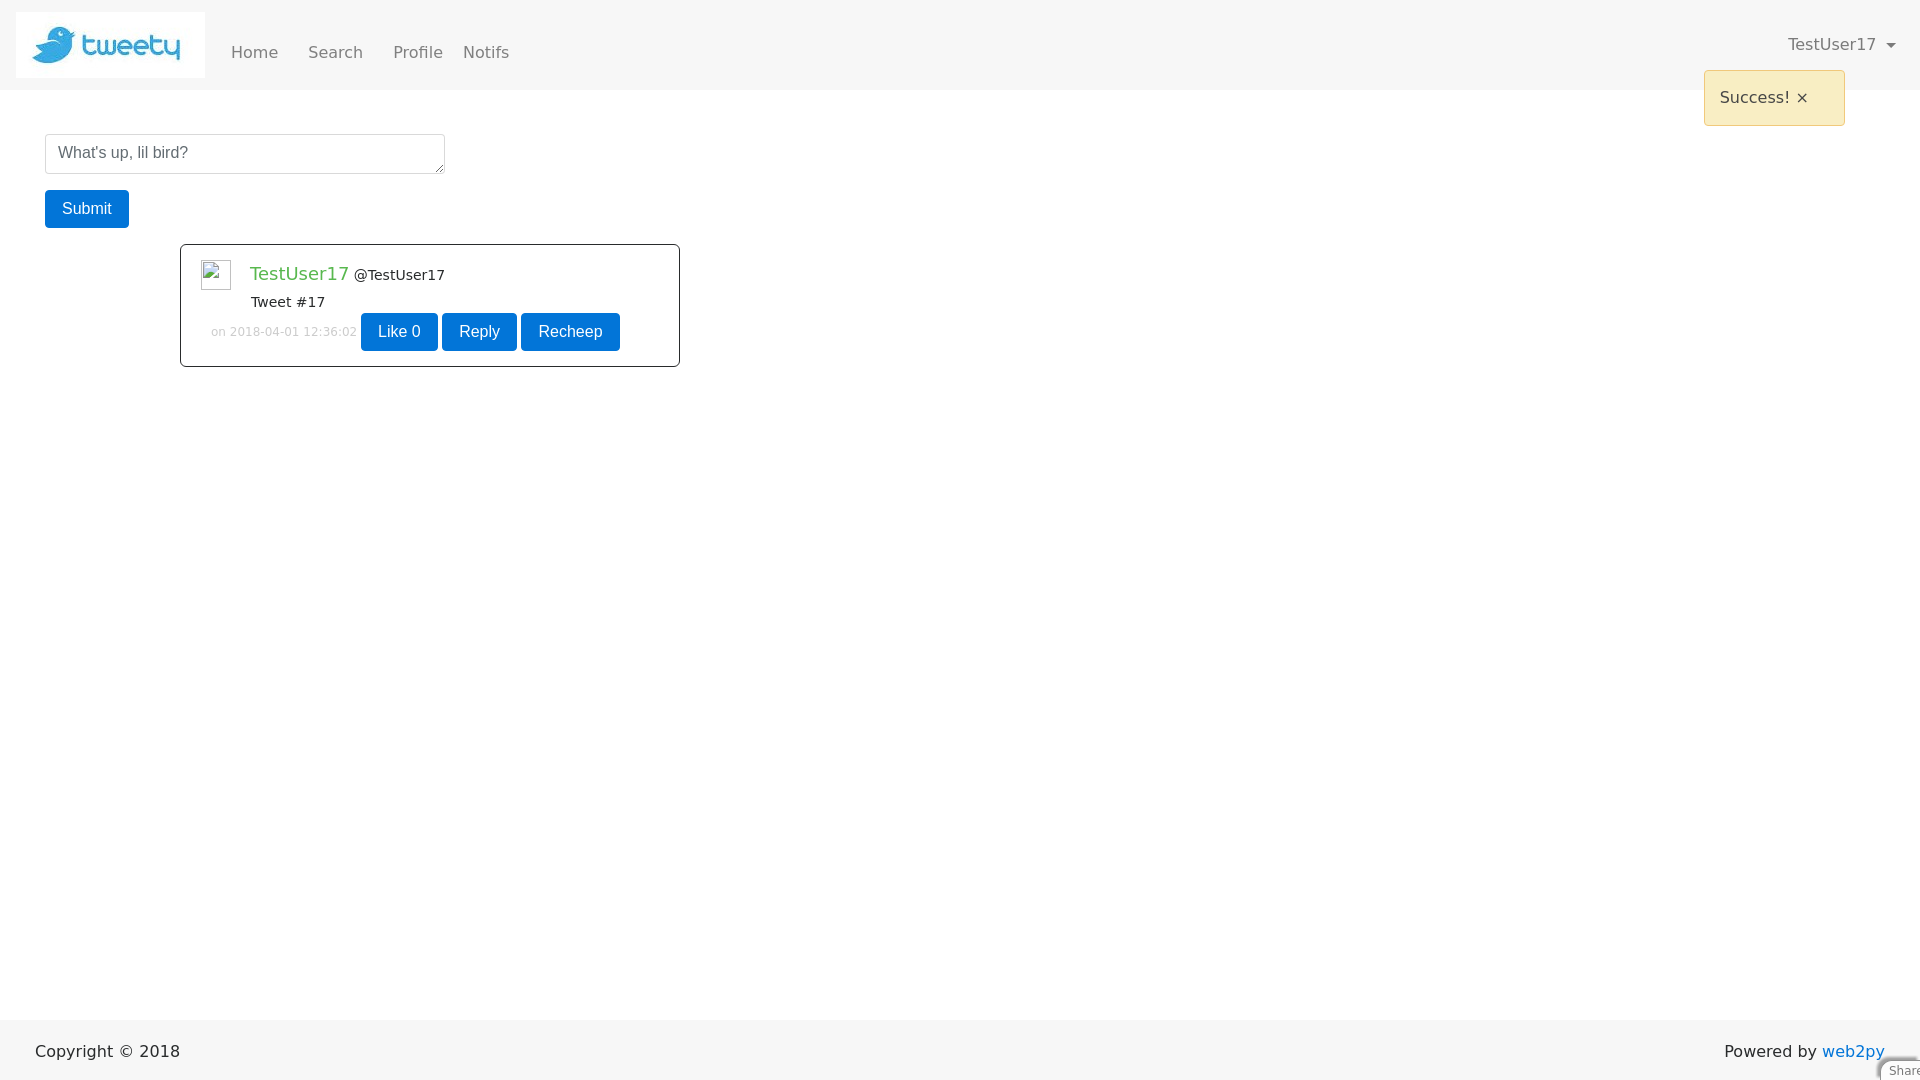 tweety
Home Search Profile Notifs
TestUser17
Success! ×
What's up, lil bird?
Submit
TestUser17 @TestUser17
Tweet #17
on 2018-04-01 12:36:02 Like 0 Reply Recheep
Copyright © 2018
Powered by web2py
Share